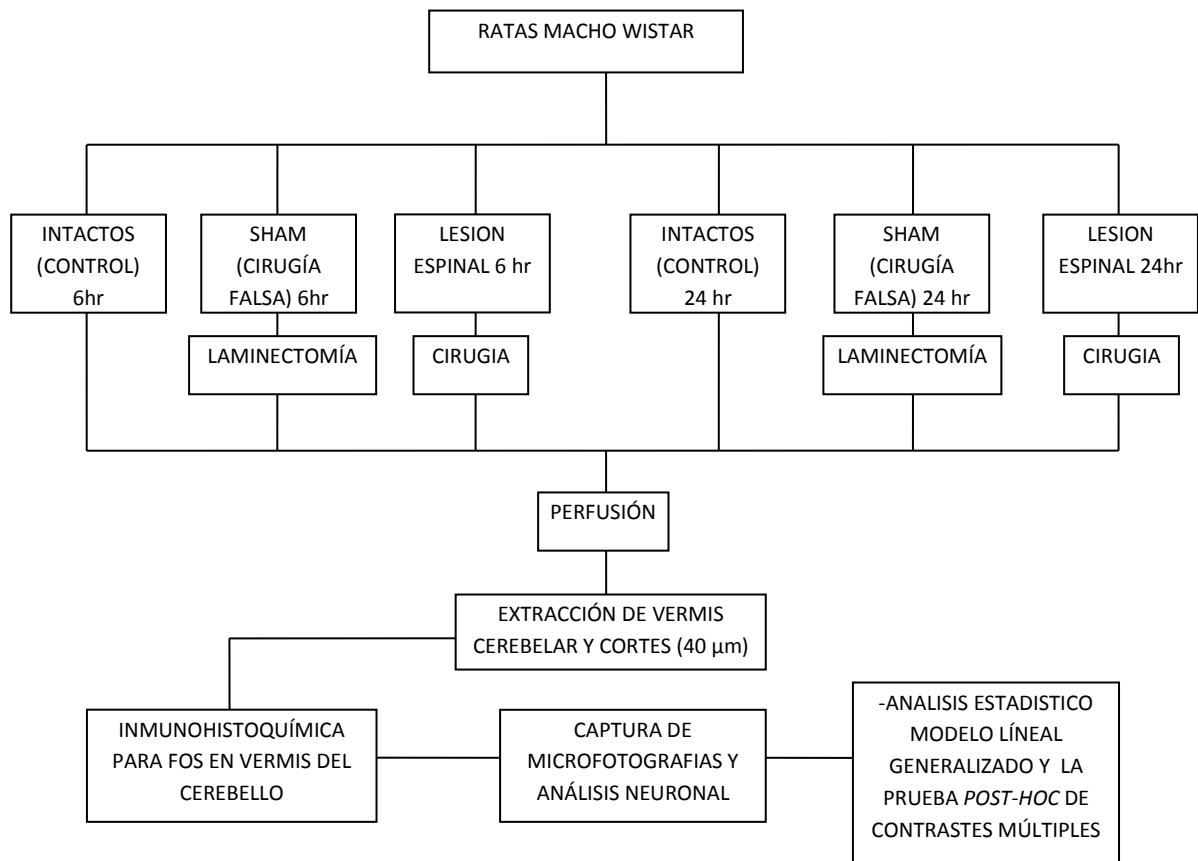 RATAS MACHO WISTAR
INTACTOS
(CONTROL)
6hr
SHAM
(CIRUGÍA
FALSA) 6hr
LESION
ESPINAL 6 hr
INTACTOS
(CONTROL)
24 hr
SHAM
(CIRUGÍA
FALSA) 24 hr
LESION
ESPINAL 24hr
LAMINECTOMÍA
CIRUGIA
LAMINECTOMÍA
CIRUGIA
PERFUSIÓN
EXTRACCIÓN DE VERMIS
CEREBELAR Y CORTES (40 µm)
INMUNOHISTOQUÍMICA
PARA FOS EN VERMIS DEL
CEREBELLO
CAPTURA DE
MICROFOTOGRAFIAS Y
ANÁLISIS NEURONAL
-ANALISIS ESTADISTICO
MODELO LÍNEAL
GENERALIZADO Y LA
PRUEBA POST-HOC DE
CONTRASTES MÚLTIPLES